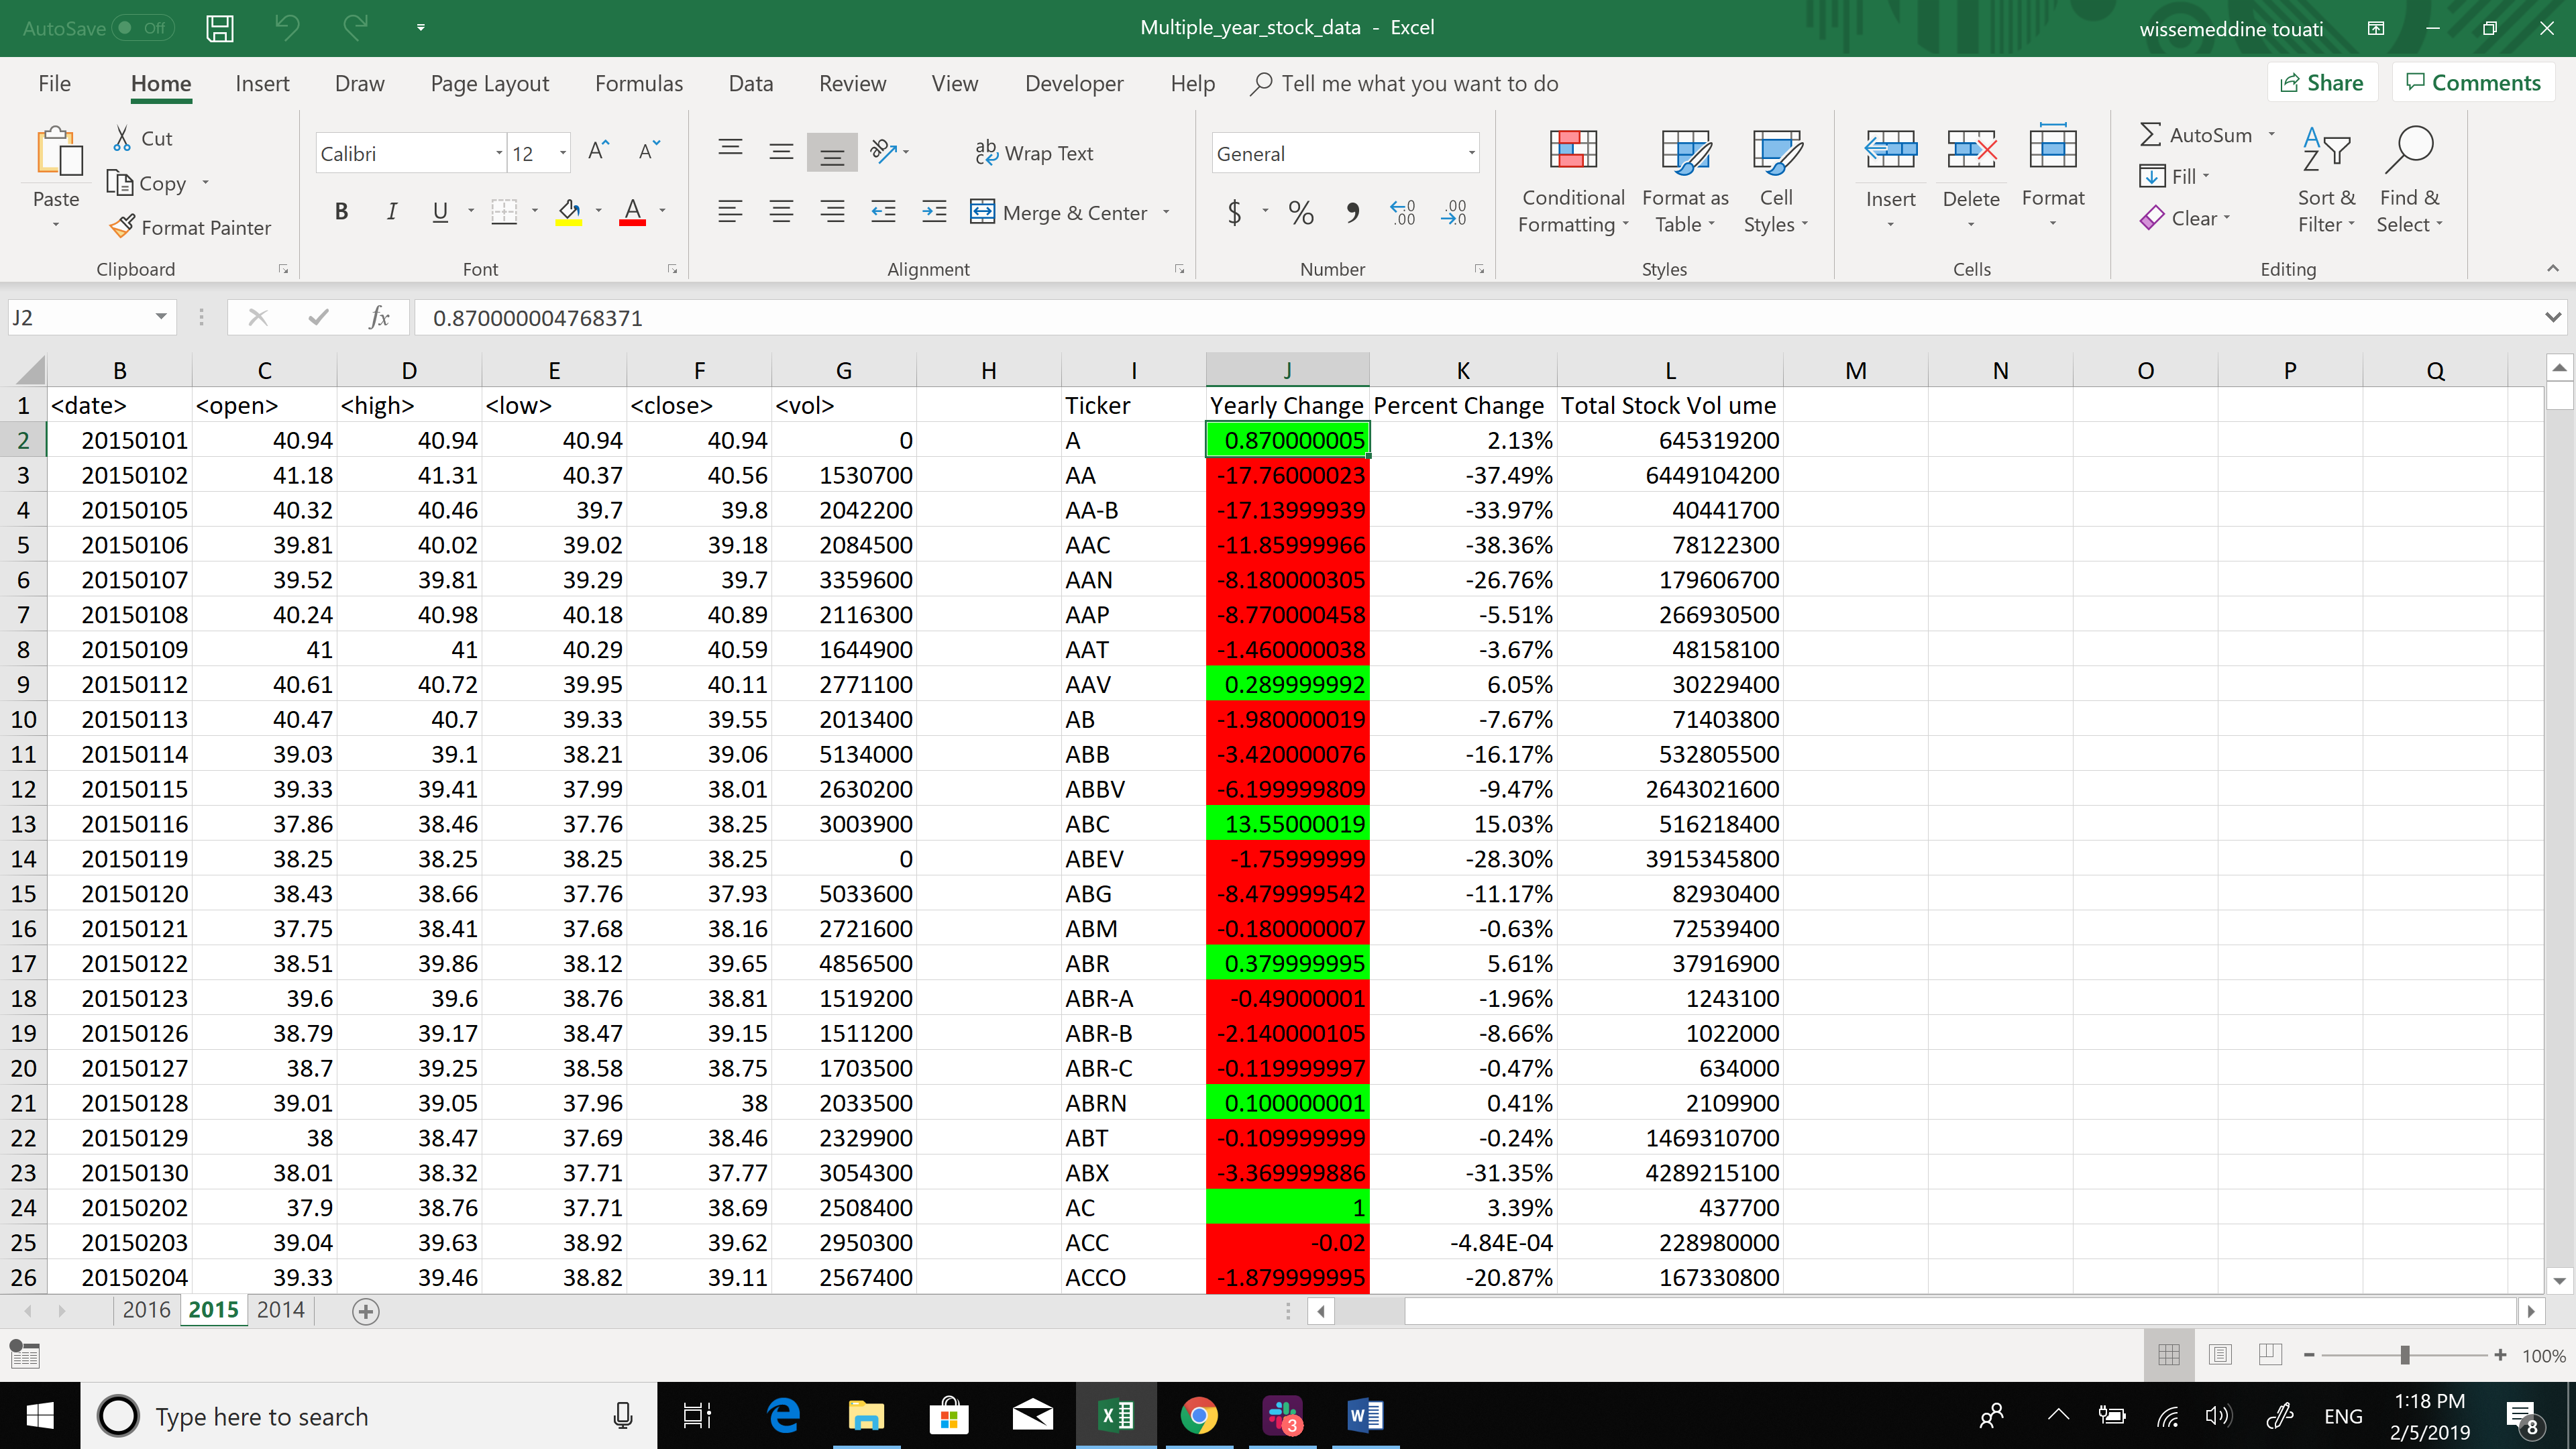 AutoSave Off Multiple_year_stock_data - Excel wissemeddine touati
File Home Insert Draw Page Layout Formulas Data Review View Developer Help Tell me what you want to do Share Comments
Paste
Cut
Copy
Format Painter
Clipboard
Calibri 12
B I U A
Font
Wrap Text
Merge & Center
Alignment
General
$ % , .00 .00
Number
Conditional Formatting
Format as Table
Cell Styles
Styles
Insert
Delete
Format
Cells
AutoSum
Fill
Clear
Sort & Filter
Find & Select
Editing
J2 fx 0.870000004768371
B C D E F G H I J K L M N O P Q
1 <date> <open> <high> <low> <close> <vol> Ticker Yearly Change Percent Change Total Stock Vol ume
2 20150101 40.94 40.94 40.94 40.94 0 A 0.870000005 2.13% 645319200
3 20150102 41.18 41.31 40.37 40.56 1530700 AA -17.76000023 -37.49% 6449104200
4 20150105 40.32 40.46 39.7 39.8 2042200 AA-B -17.13999939 -33.97% 40441700
5 20150106 39.81 40.02 39.02 39.18 2084500 AAC -11.85999966 -38.36% 78122300
6 20150107 39.52 39.81 39.29 39.7 3359600 AAN -8.180000305 -26.76% 179606700
7 20150108 40.24 40.98 40.18 40.89 2116300 AAP -8.770000458 -5.51% 266930500
8 20150109 41 41 40.29 40.59 1644900 AAT -1.460000038 -3.67% 48158100
9 20150112 40.61 40.72 39.95 40.11 2771100 AAV 0.289999992 6.05% 30229400
10 20150113 40.47 40.7 39.33 39.55 2013400 AB -1.980000019 -7.67% 71403800
11 20150114 39.03 39.1 38.21 39.06 5134000 ABB -3.420000076 -16.17% 532805500
12 20150115 39.33 39.41 37.99 38.01 2630200 ABBV -6.199999809 -9.47% 2643021600
13 20150116 37.86 38.46 37.76 38.25 3003900 ABC 13.55000019 15.03% 516218400
14 20150119 38.25 38.25 38.25 38.25 0 ABEV -1.75999999 -28.30% 3915345800
15 20150120 38.43 38.66 37.76 37.93 5033600 ABG -8.479999542 -11.17% 82930400
16 20150121 37.75 38.41 37.68 38.16 2721600 ABM -0.180000007 -0.63% 72539400
17 20150122 38.51 39.86 38.12 39.65 4856500 ABR 0.379999995 5.61% 37916900
18 20150123 39.6 39.6 38.76 38.81 1519200 ABR-A -0.49000001 -1.96% 1243100
19 20150126 38.79 39.17 38.47 39.15 1511200 ABR-B -2.140000105 -8.66% 1022000
20 20150127 38.7 39.25 38.58 38.75 1703500 ABR-C -0.119999997 -0.47% 634000
21 20150128 39.01 39.05 37.96 38 2033500 ABRN 0.100000001 0.41% 2109900
22 20150129 38 38.47 37.69 38.46 2329900 ABT -0.109999999 -0.24% 1469310700
23 20150130 38.01 38.32 37.71 37.77 3054300 ABX -3.369999886 -31.35% 4289215100
24 20150202 37.9 38.76 37.71 38.69 2508400 AC 1 3.39% 437700
25 20150203 39.04 39.63 38.92 39.62 2950300 ACC -0.02 -4.84E-04 228980000
26 20150204 39.33 39.46 38.82 39.11 2567400 ACCO -1.879999995 -20.87% 167330800
2016 2015 2014
100%
Type here to search 3 ENG 1:18 PM
2/5/2019 8